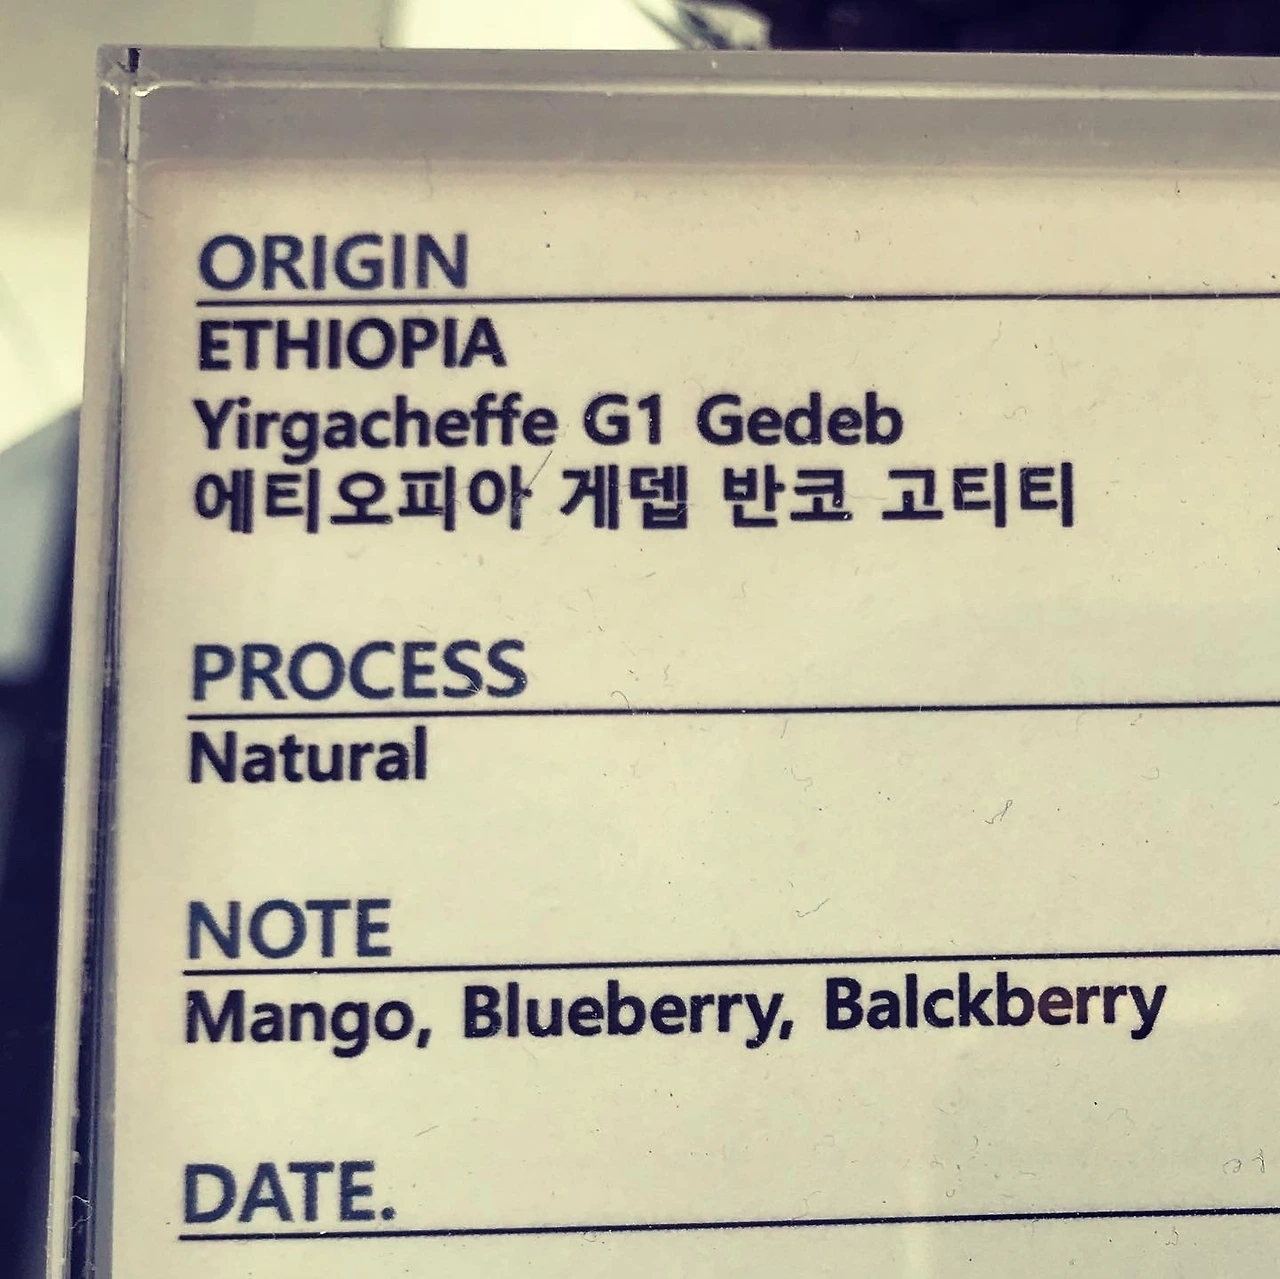 ORIGIN
ETHIOPIA
Yirgacheffe G1 Gedeb
에티오피아 게뎁 반코 고티티
PROCESS
Natural
NOTE
Mango, Blueberry, Balckberry
DATE.